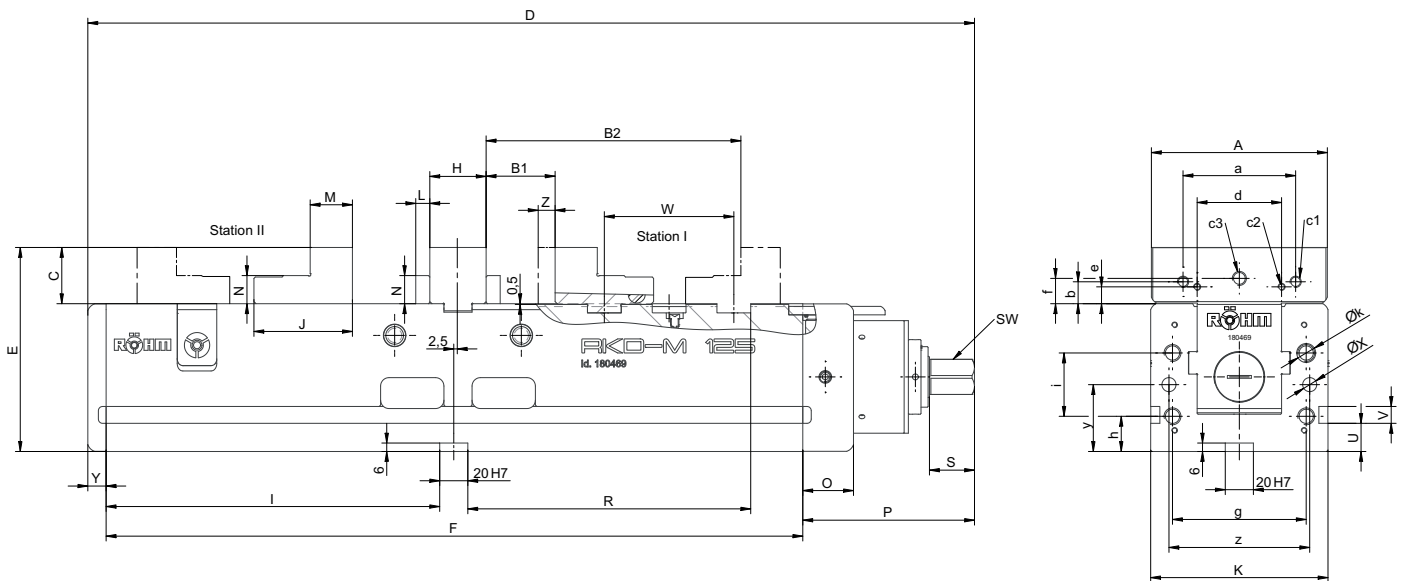 D
B2
H
B1
L
Z
W
M
Station II
Station I
C
N
N
0,5
J
2,5
RÖHM
RKD-M 125
Id. 180469
SW
E
6
20 H7
S
Y
O
I
R
P
F
A
a
d
c3
c2
c1
e
f
b
RÖHM
180469
Øk
ØX
i
y
h
V
U
6
20 H7
g
z
K